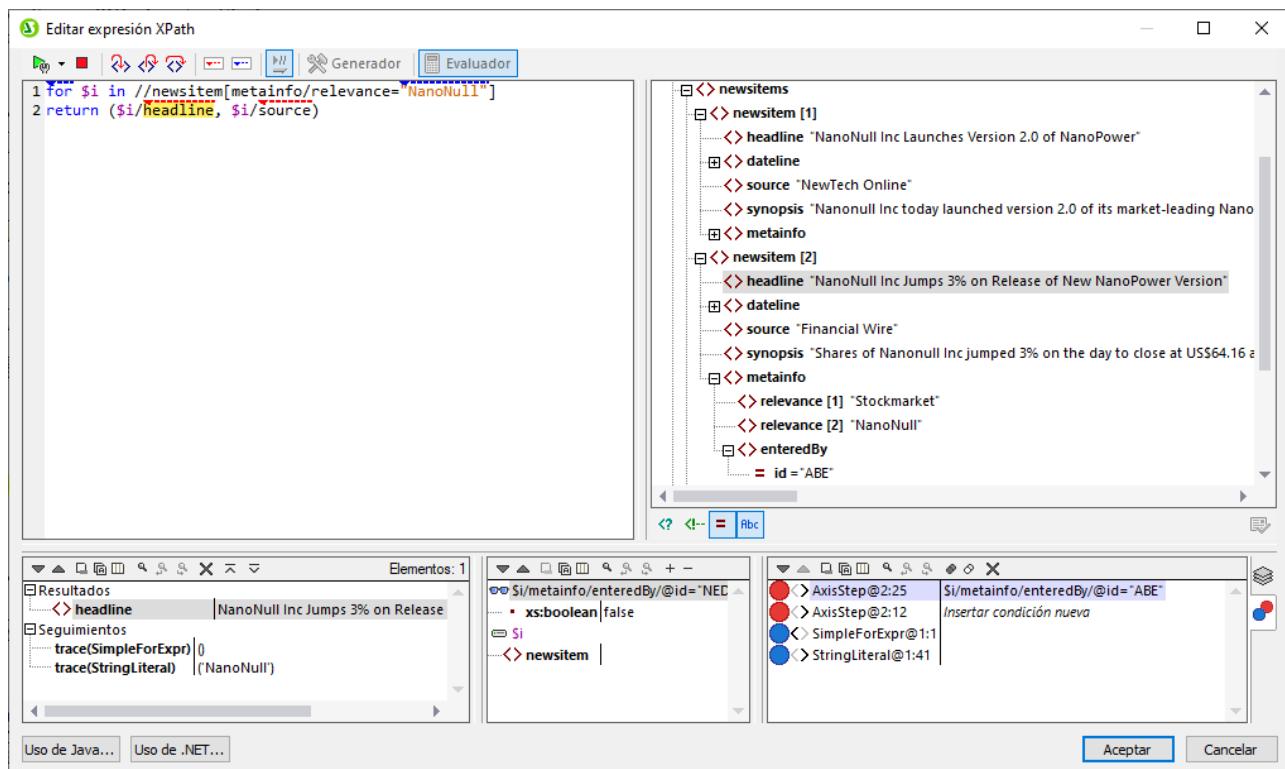 Editar expresión XPath
Generador
Evaluador
1 for $i in //newsitem[metainfo/relevance="NanoNull"]
2 return ($i/headline, $i/source)
newsitems
newsitem [1]
headline "NanoNull Inc Launches Version 2.0 of NanoPower"
dateline
source "NewTech Online"
synopsis "Nanonull Inc today launched version 2.0 of its market-leading Nano
metainfo
newsitem [2]
headline "NanoNull Inc Jumps 3% on Release of New NanoPower Version"
dateline
source "Financial Wire"
synopsis "Shares of Nanonull Inc jumped 3% on the day to close at US$64.16 a
metainfo
relevance [1] "Stockmarket"
relevance [2] "NanoNull"
enteredBy
= id ="ABE"
<? <!-- = Abc
Elementos: 1
Resultados
<> headline NanoNull Inc Jumps 3% on Release
Seguimientos
trace(SimpleForExpr) ()
trace(StringLiteral) ('NanoNull')
$i/metainfo/enteredBy/@id="NED
xs:boolean false
$i
<> newsitem
AxisStep@2:25 $i/metainfo/enteredBy/@id="ABE"
AxisStep@2:12 Insertar condición nueva
SimpleForExpr@1:1
StringLiteral@1:41
Uso de Java...
Uso de .NET...
Aceptar
Cancelar